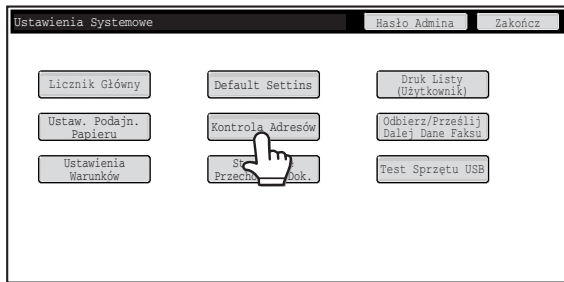 Ustawienia Systemowe
Hasło Admina
Zakończ
Licznik Główny
Default Settins
Druk Listy
(Użytkownik)
Ustaw. Podajn.
Papieru
Kontrola Adresów
Odbierz/Prześlij
Dalej Dane Faksu
Ustawienia
Warunków
Dok.
Test Sprzętu USB